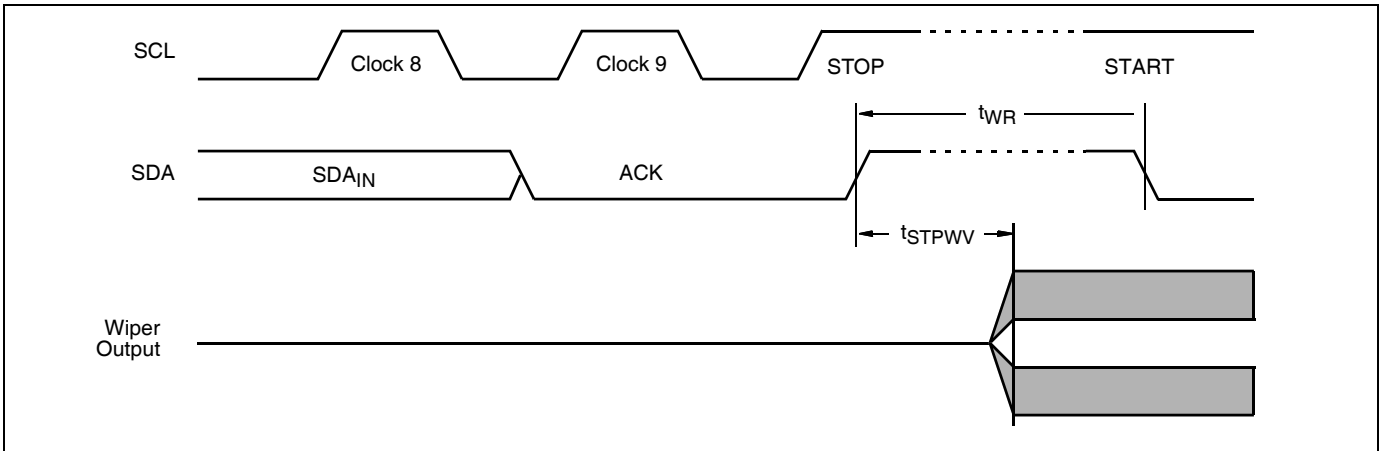 SCL
Clock 8
Clock 9
STOP
START
tWR
SDA
SDAIN
ACK
tSTPWV
Wiper
Output